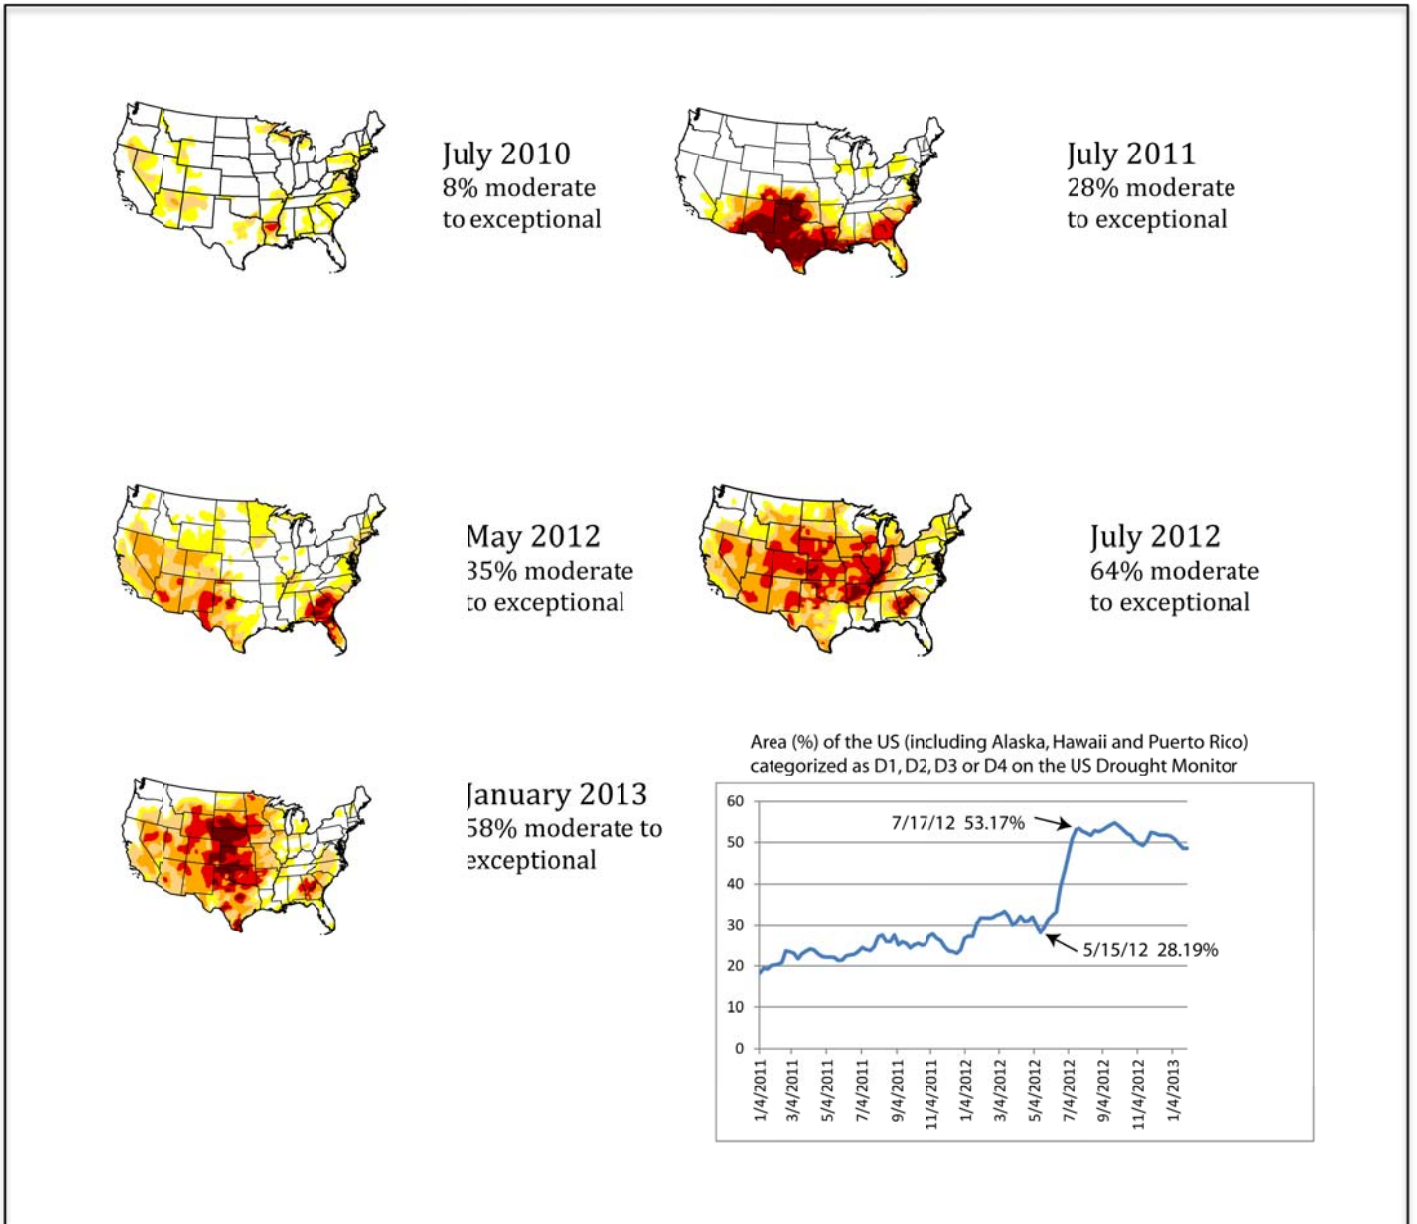 July 2010
8% moderate
to exceptional
July 2011
28% moderate
to exceptional
May 2012
35% moderate
to exceptional
July 2012
64% moderate
to exceptional
January 2013
58% moderate to
exceptional
Area (%) of the US (including Alaska, Hawaii and Puerto Rico)
categorized as D1, D2, D3 or D4 on the US Drought Monitor
60
50
40
30
20
10
0
7/17/12 53.17%
5/15/12 28.19%
1/4/2011
3/4/2011
5/4/2011
7/4/2011
9/4/2011
11/4/2011
1/4/2012
3/4/2012
5/4/2012
7/4/2012
9/4/2012
11/4/2012
1/4/2013